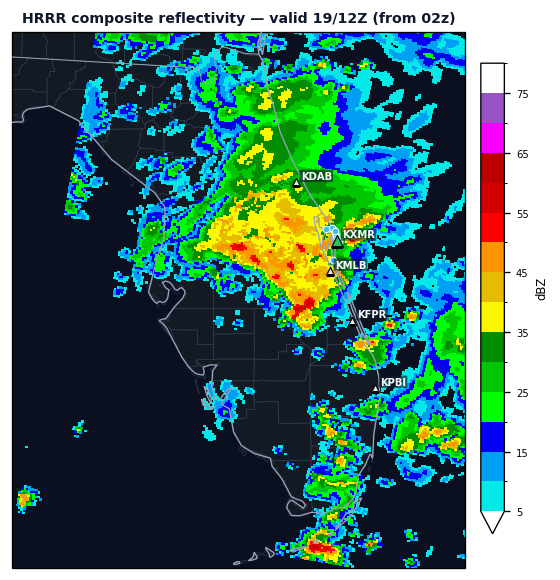 HRRR composite reflectivity — valid 19/12Z (from 02z)
KDAB
KXMR
KMLB
KFPR
KPBI
75
65
55
45
35
25
15
5
dBZ